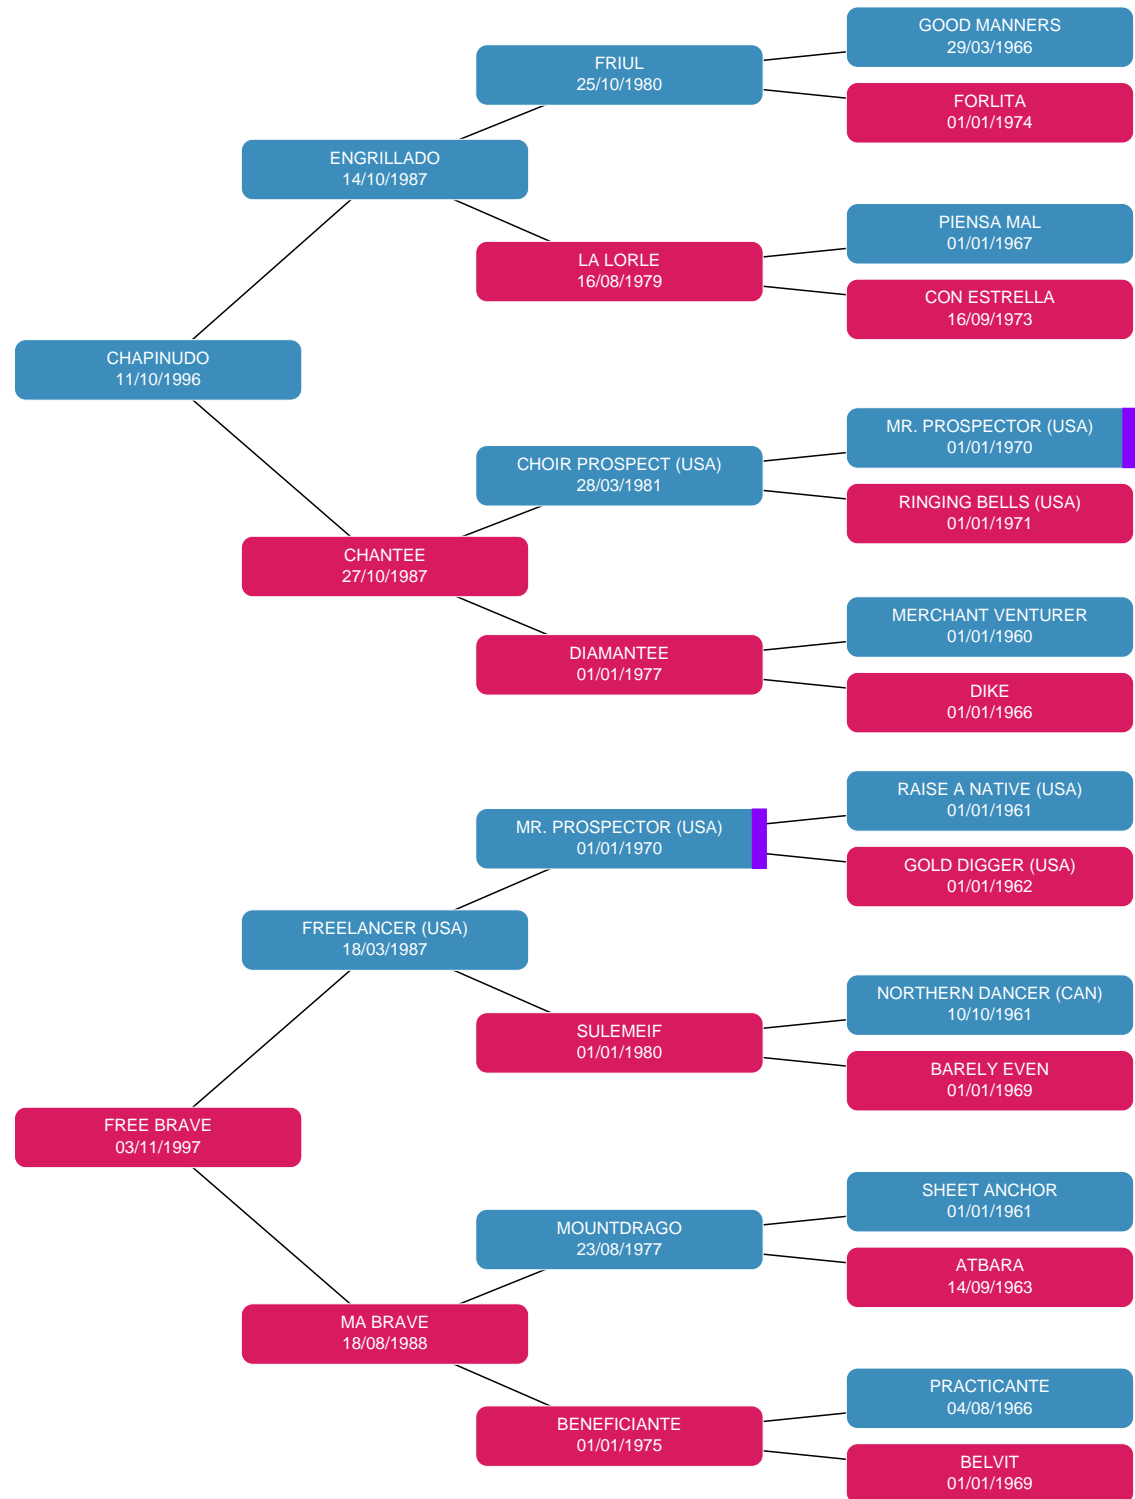 GOOD MANNERS
29/03/1966
FRIUL
25/10/1980
FORLITA
01/01/1974
ENGRILLADO
14/10/1987
PIENSA MAL
01/01/1967
LA LORLE
16/08/1979
CON ESTRELLA
16/09/1973
CHAPINUDO
11/10/1996
MR. PROSPECTOR (USA)
01/01/1970
CHOIR PROSPECT (USA)
28/03/1981
RINGING BELLS (USA)
01/01/1971
CHANTEE
27/10/1987
MERCHANT VENTURER
01/01/1960
DIAMANTEE
01/01/1977
DIKE
01/01/1966
RAISE A NATIVE (USA)
01/01/1961
MR. PROSPECTOR (USA)
01/01/1970
GOLD DIGGER (USA)
01/01/1962
FREELANCER (USA)
18/03/1987
NORTHERN DANCER (CAN)
10/10/1961
SULEMEIF
01/01/1980
BARELY EVEN
01/01/1969
FREE BRAVE
03/11/1997
SHEET ANCHOR
01/01/1961
MOUNTDRAGO
23/08/1977
ATBARA
14/09/1963
MA BRAVE
18/08/1988
PRACTICANTE
04/08/1966
BENEFICIANTE
01/01/1975
BELVIT
01/01/1969